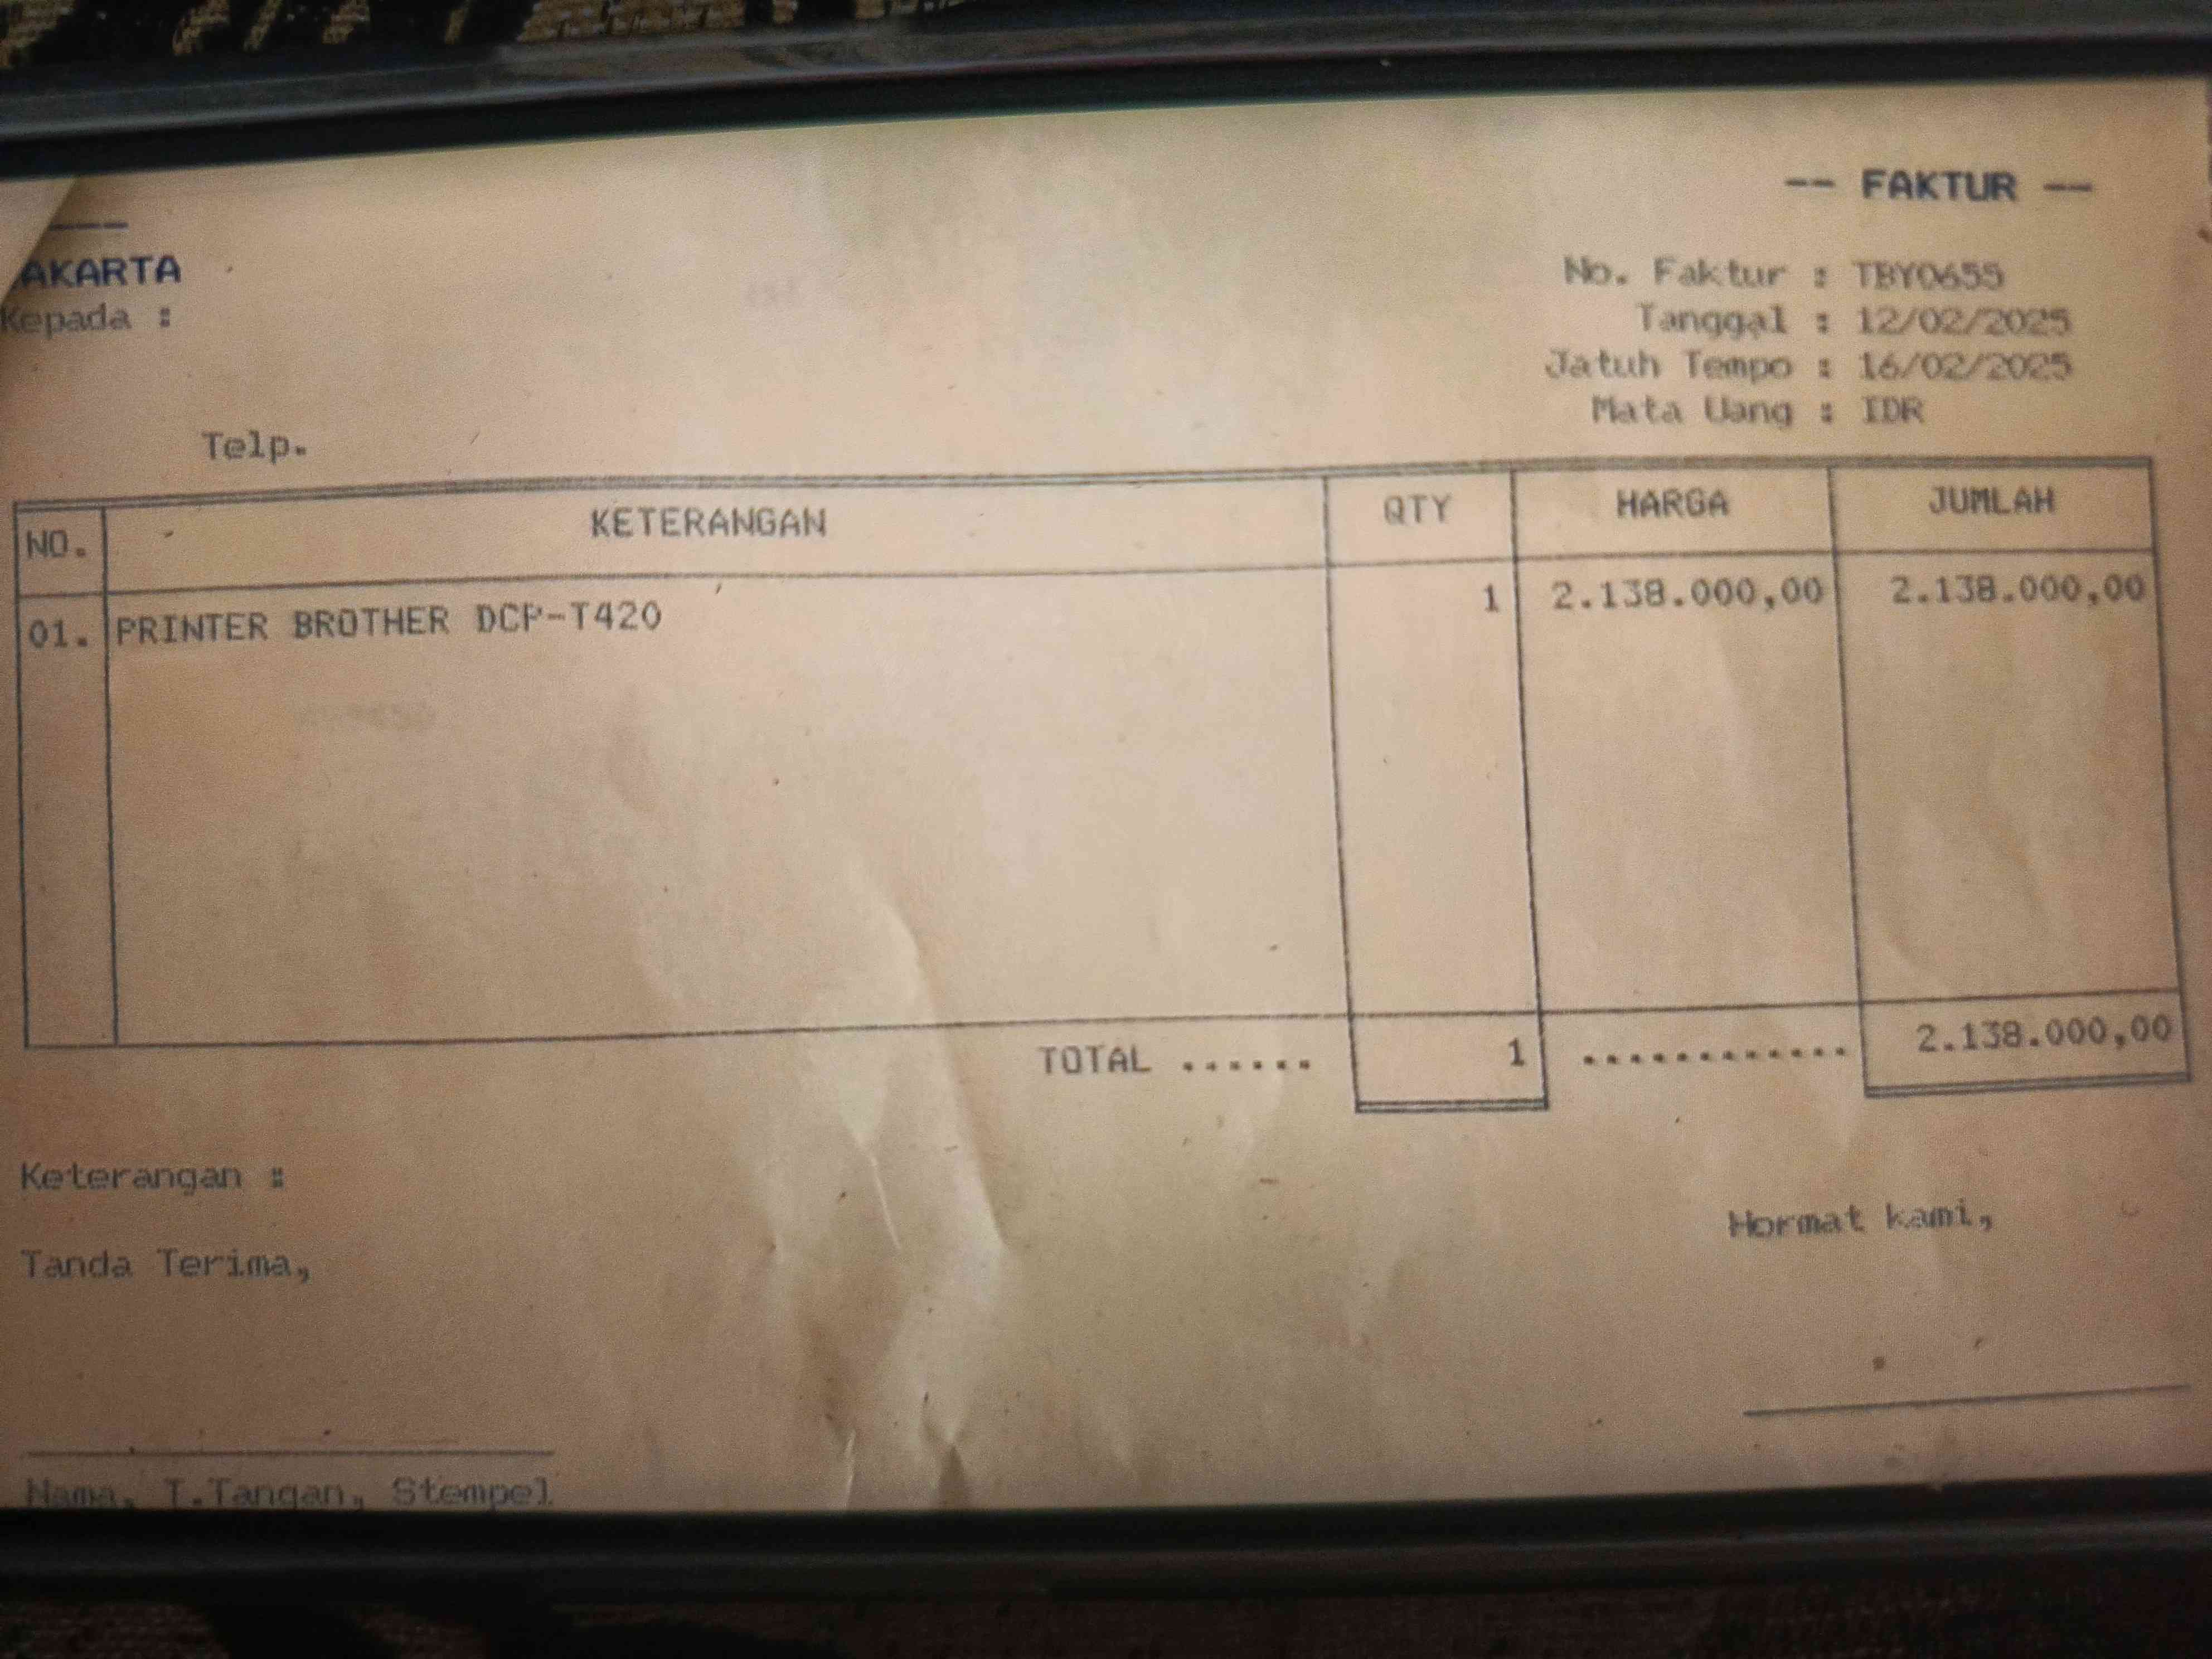 -- FAKTUR --
AKARTA
Kepada :
No. Faktur : TBY0655
Tanggal : 12/02/2025
Jatuh Tempo : 16/02/2025
Mata Uang : IDR
Telp.
NO. KETERANGAN QTY HARGA JUMLAH
01. PRINTER BROTHER DCP-T420 1 2.138.000,00 2.138.000,00
TOTAL ...... 1 ............ 2.138.000,00
Keterangan :
Tanda Terima,
Hormat kami,
Nama, T.Tangan, Stempel